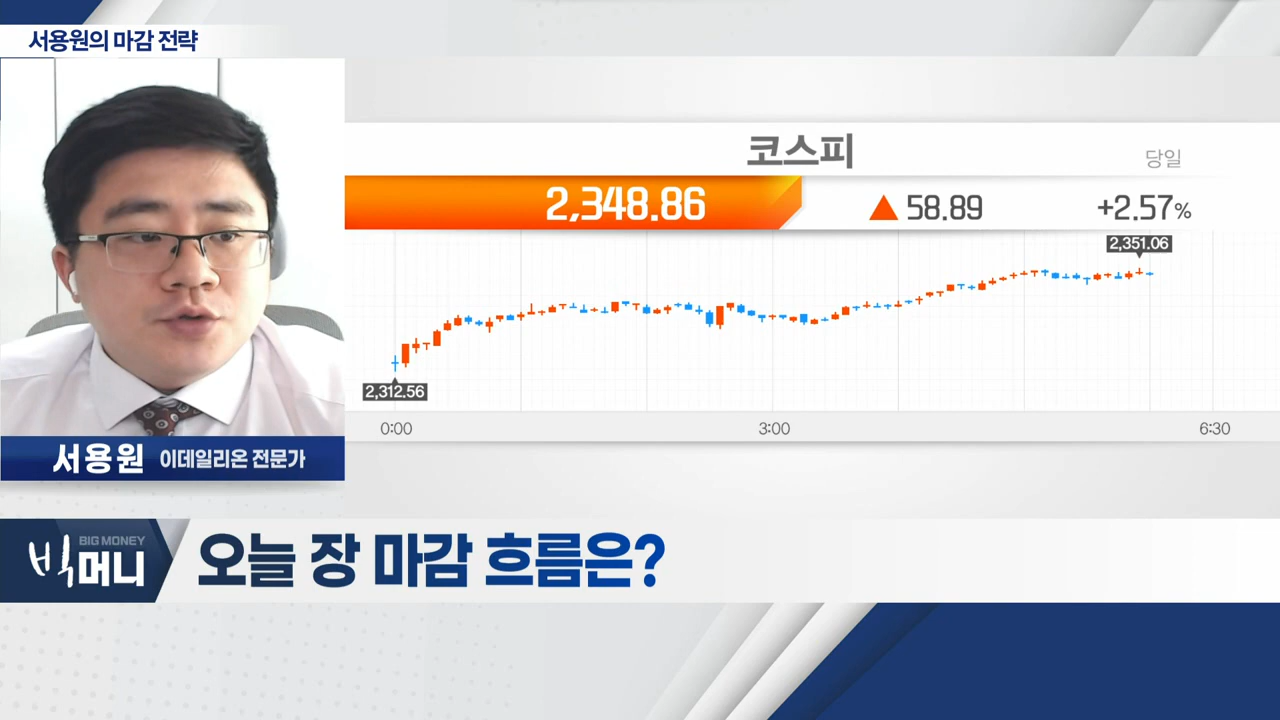 서용원의 마감 전략
코스피
당일
2,348.86 ▲ 58.89 +2.57%
2,351.06
2,312.56
0:00 3:00 6:30
서용원 이데일리온 전문가
BIG MONEY
빅머니
오늘 장 마감 흐름은?